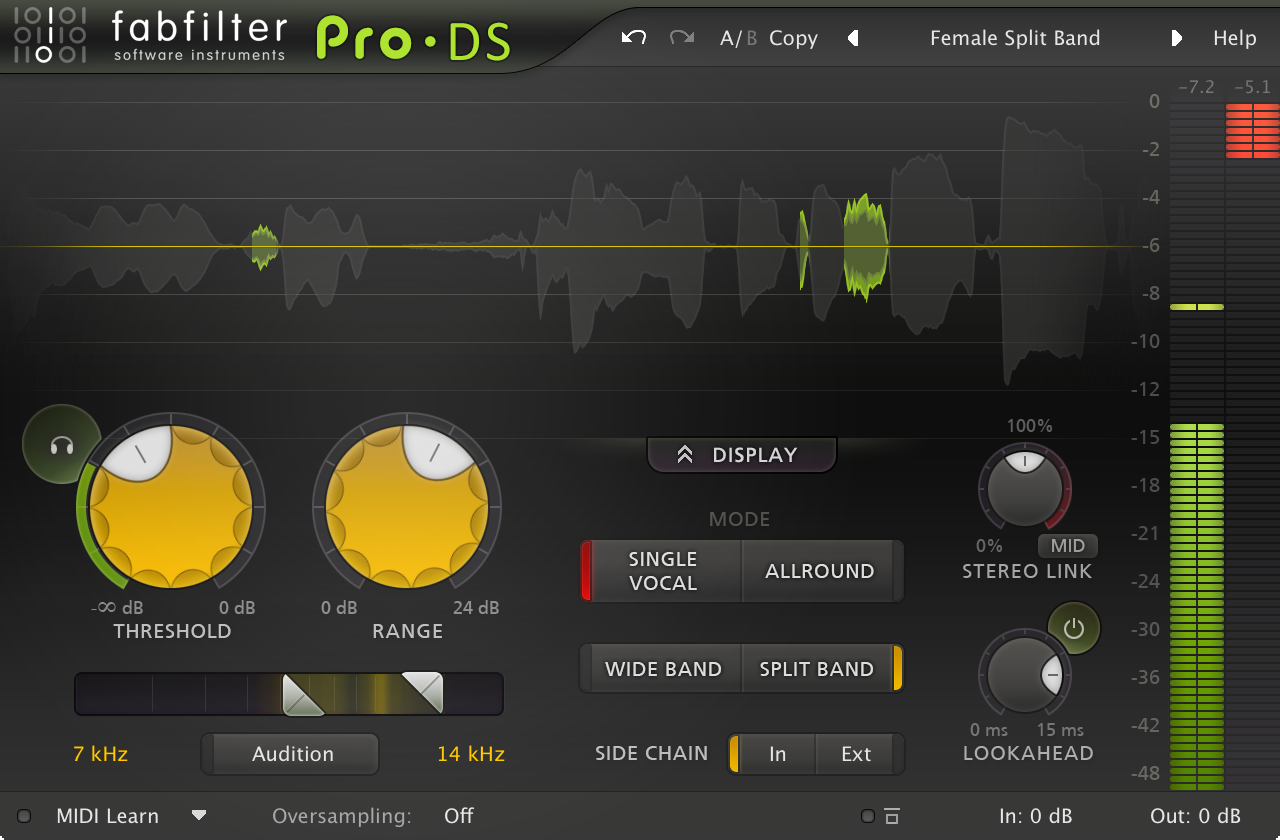 fabfilter
software instruments
Pro·DS
A/B Copy
Female Split Band
Help
-7.2 -5.1
0
-2
-4
-6
-8
-10
-12
-15
-18
-21
-24
-30
-36
-42
-48
DISPLAY
100%
0%
MID
STEREO LINK
MODE
SINGLE
VOCAL
ALLROUND
-∞ dB 0 dB
THRESHOLD
0 dB 24 dB
RANGE
WIDE BAND SPLIT BAND
0 ms 15 ms
LOOKAHEAD
7 kHz
Audition
14 kHz
SIDE CHAIN
In Ext
MIDI Learn
Oversampling: Off
In: 0 dB
Out: 0 dB